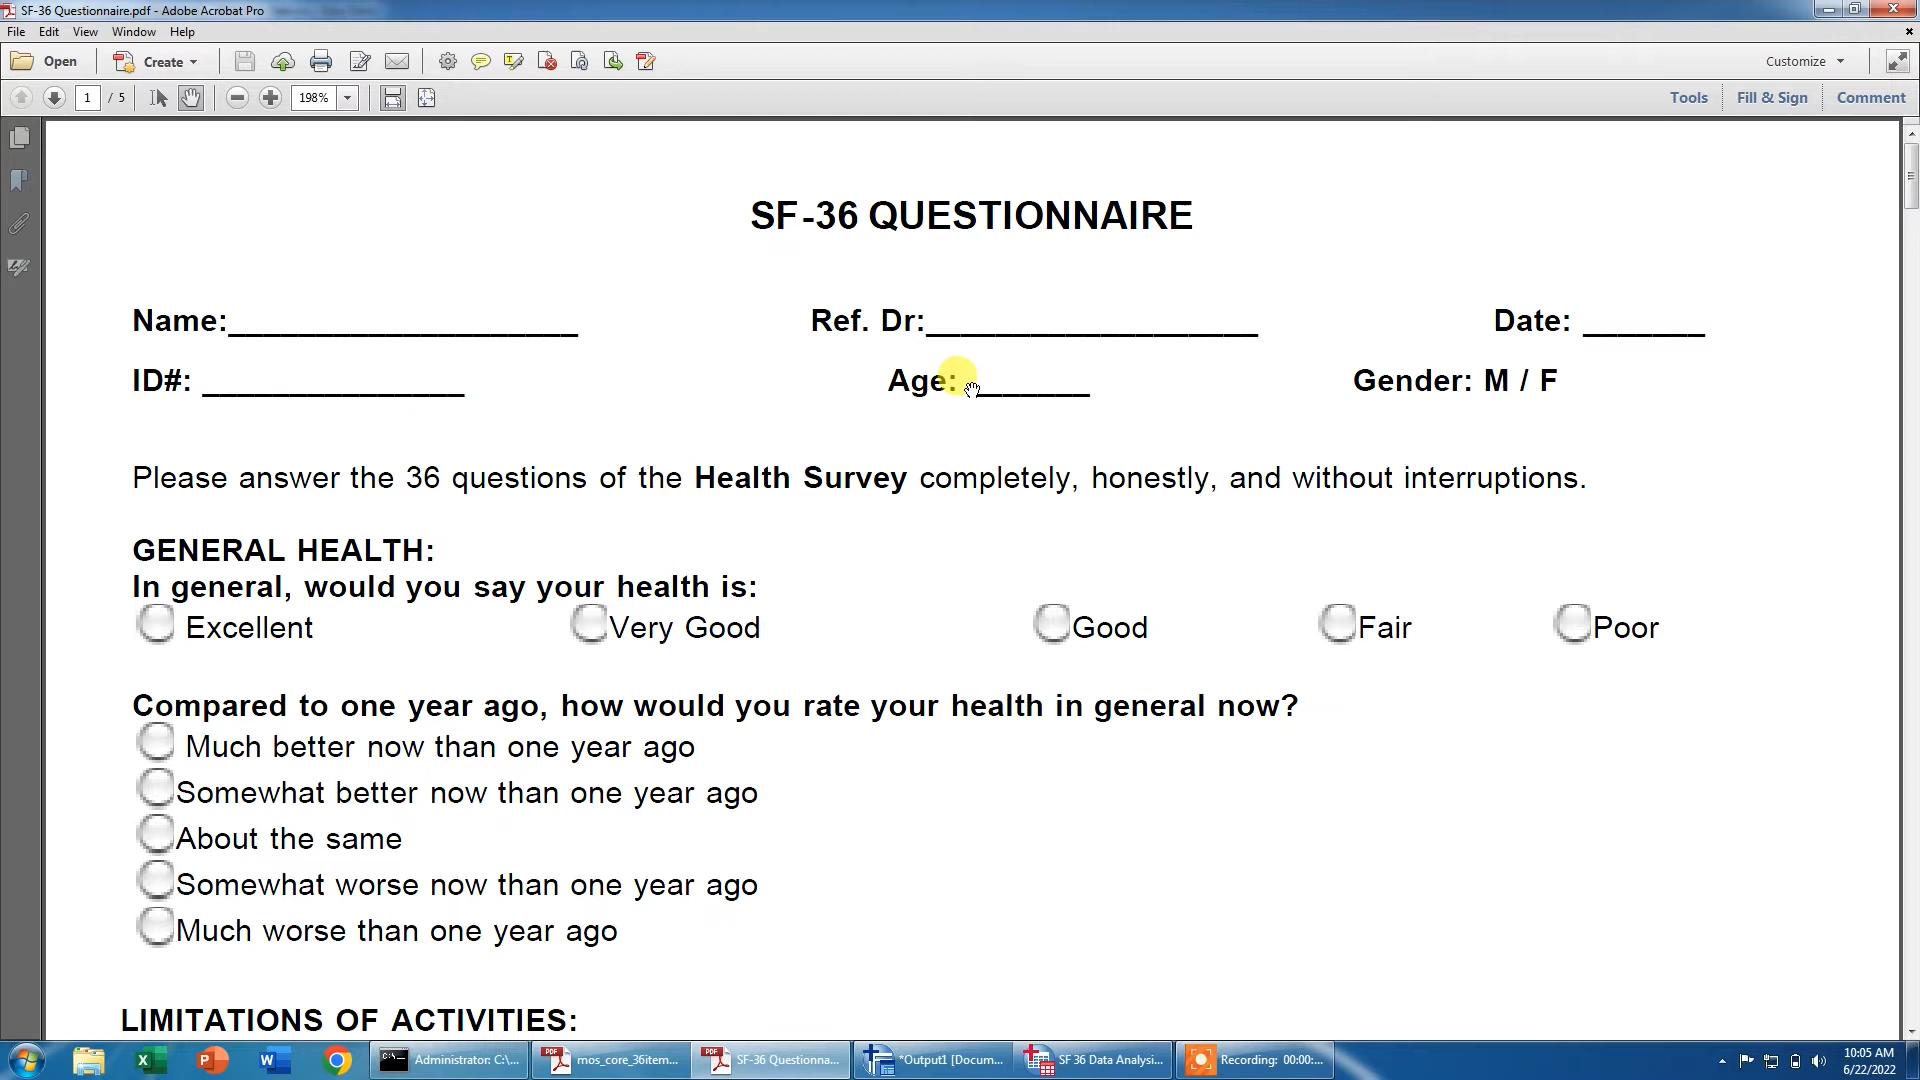 SF-36 Questionnaire.pdf - Adobe Acrobat Pro
File Edit View Window Help
Open Create Customize
1 / 5 198% Tools Fill & Sign Comment
SF-36 QUESTIONNAIRE
Name:____________________ Ref. Dr:___________________ Date: _______
ID#: _______________ Age: _______ Gender: M / F
Please answer the 36 questions of the Health Survey completely, honestly, and without interruptions.
GENERAL HEALTH:
In general, would you say your health is:
Excellent Very Good Good Fair Poor
Compared to one year ago, how would you rate your health in general now?
Much better now than one year ago
Somewhat better now than one year ago
About the same
Somewhat worse now than one year ago
Much worse than one year ago
LIMITATIONS OF ACTIVITIES:
Administrator: C:\... mos_core_36item... SF-36 Questionna... *Output1 [Docum... SF 36 Data Analysi... Recording: 00:00:...
10:05 AM
6/22/2022